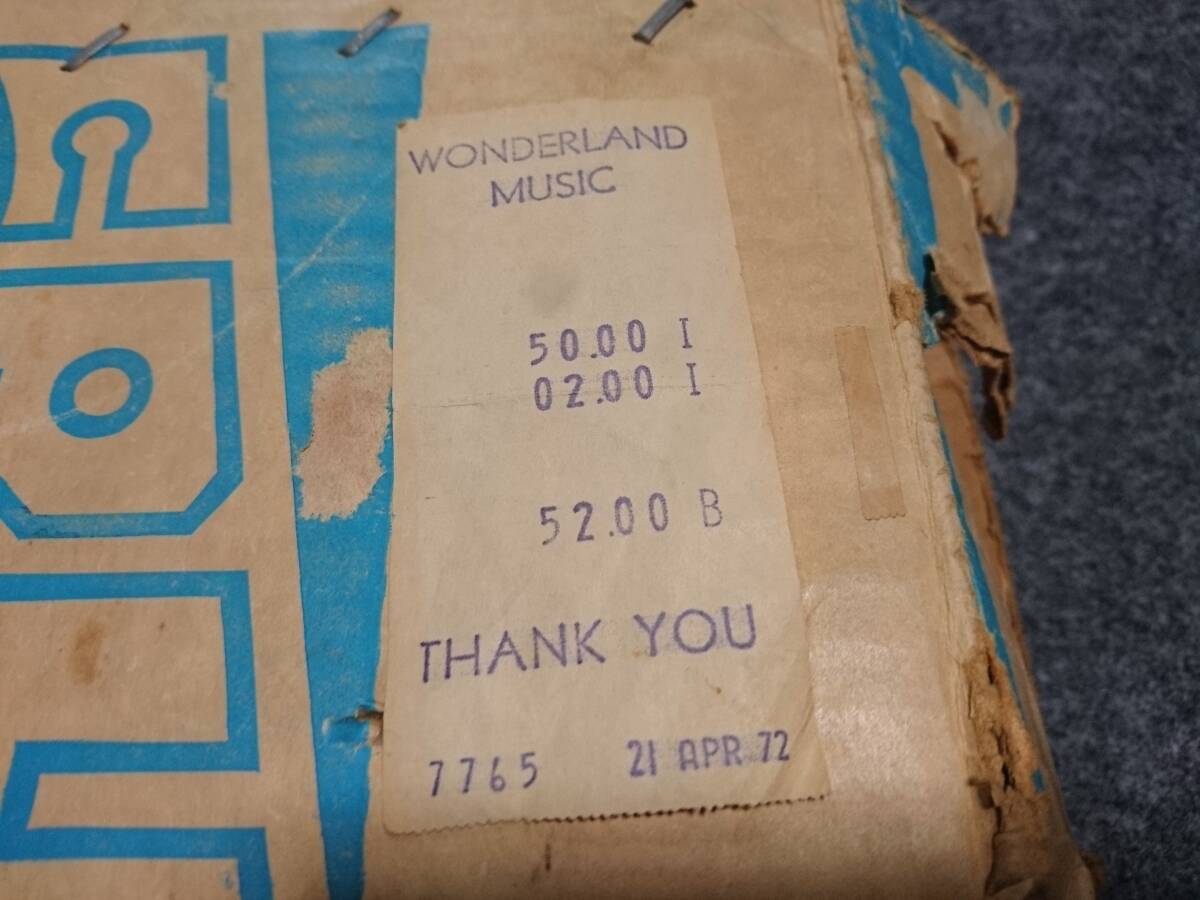 WONDERLAND
MUSIC
50.00 I
02.00 I
52.00 B
THANK YOU
7765 21 APR 72